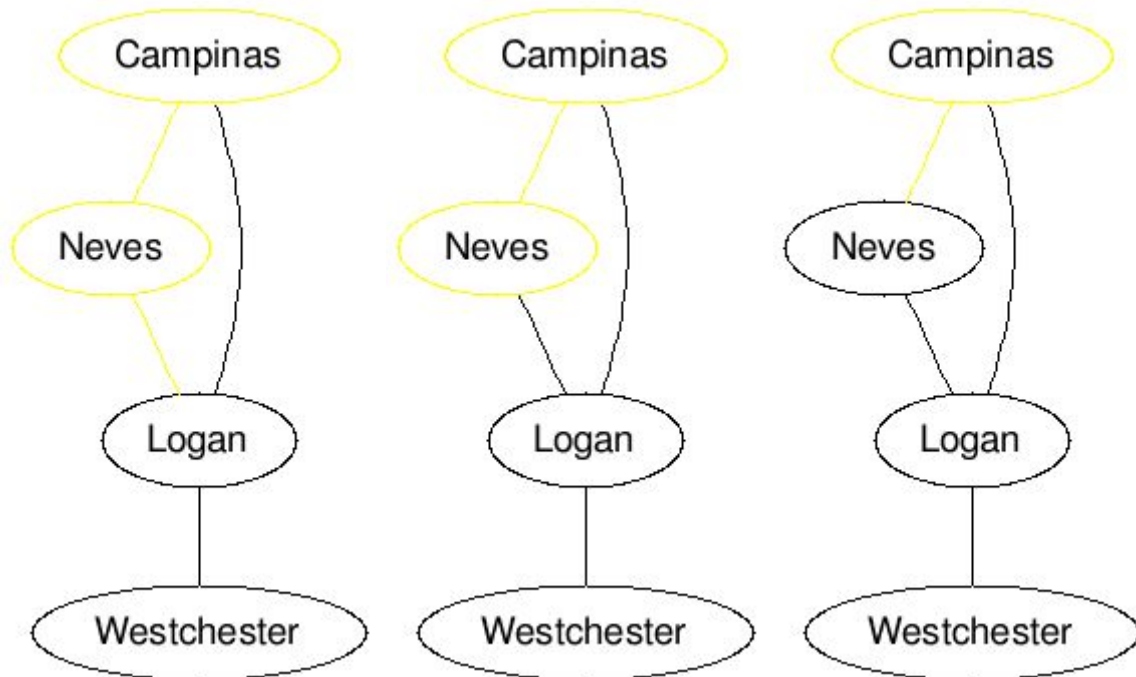 Campinas Campinas Campinas
Neves Neves Neves
Logan Logan Logan
Westchester Westchester Westchester